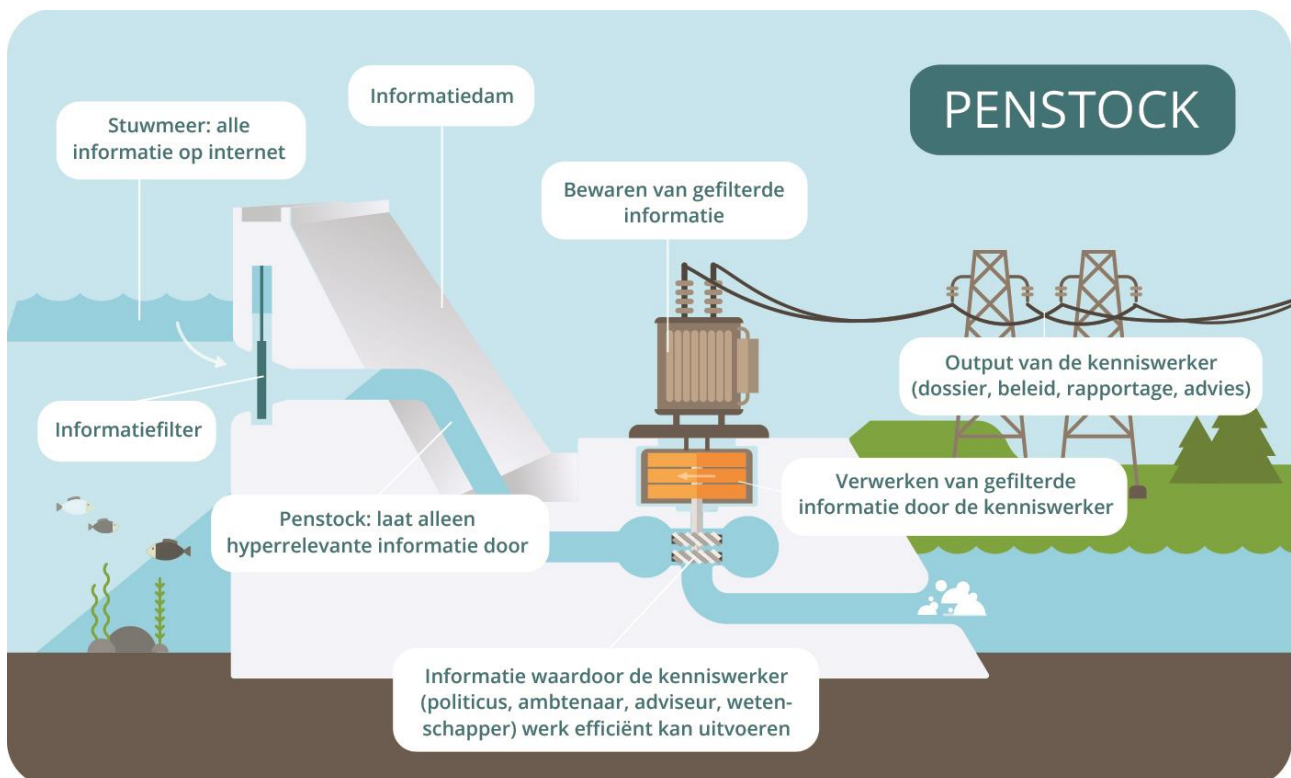 PENSTOCK
Informatiedam
Stuwmeer: alle
informatie op internet
Bewaren van gefilterde
informatie
Output van de kenniswerker
(dossier, beleid, rapportage, advies)
Informatiefilter
Verwerken van gefilterde
informatie door de kenniswerker
Penstock: laat alleen
hyperrelevante informatie door
Informatie waardoor de kenniswerker
(politicus, ambtenaar, adviseur, weten-
schapper) werk efficiënt kan uitvoeren